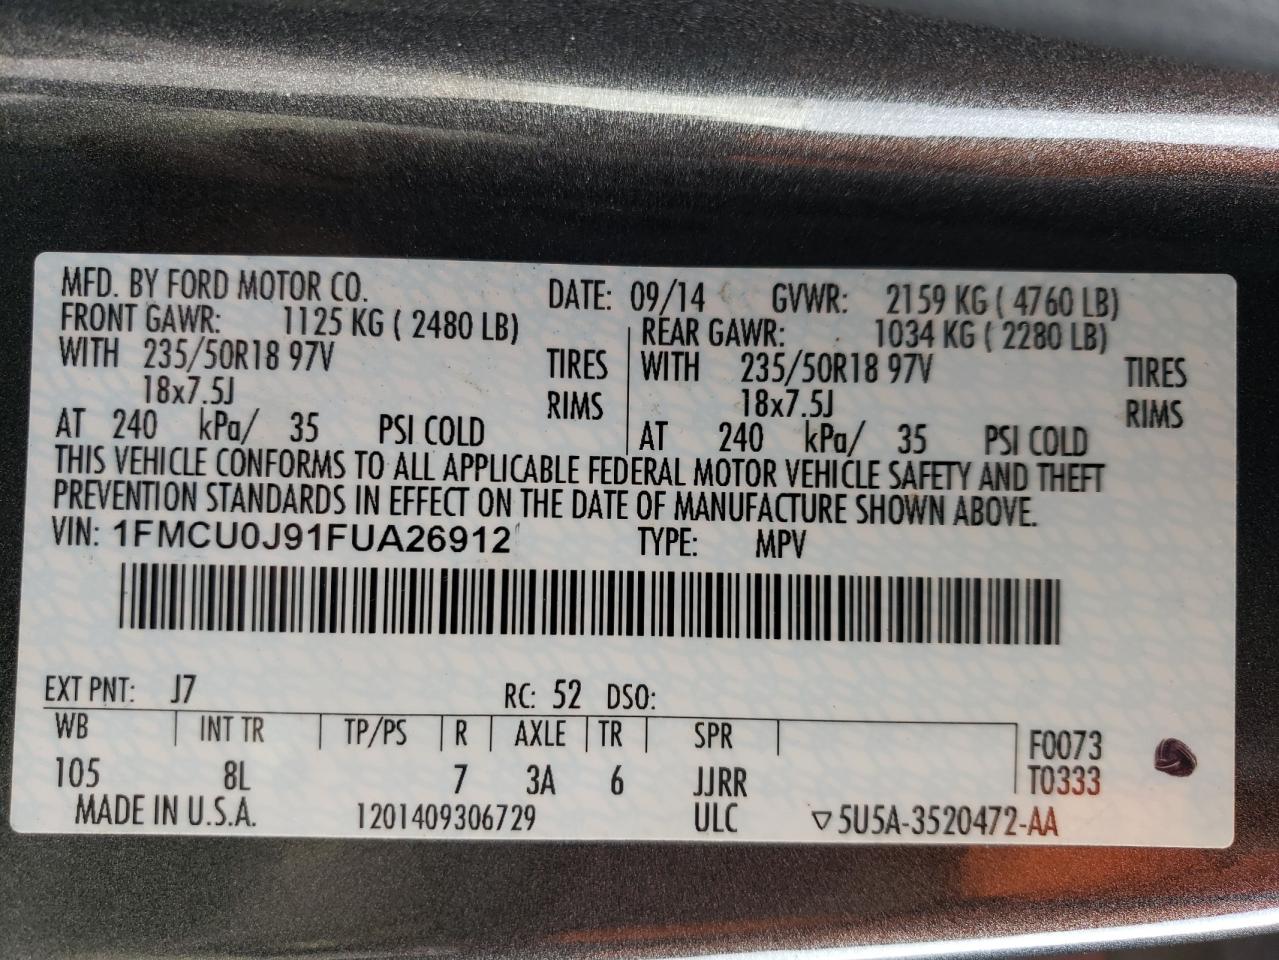 MFD. BY FORD MOTOR CO. DATE: 09/14 GVWR: 2159 KG ( 4760 LB)
FRONT GAWR: 1125 KG ( 2480 LB) REAR GAWR: 1034 KG ( 2280 LB)
WITH 235/50R18 97V TIRES WITH 235/50R18 97V TIRES
18x7.5J RIMS 18x7.5J RIMS
AT 240 kPa/ 35 PSI COLD AT 240 kPa/ 35 PSI COLD
THIS VEHICLE CONFORMS TO ALL APPLICABLE FEDERAL MOTOR VEHICLE SAFETY AND THEFT
PREVENTION STANDARDS IN EFFECT ON THE DATE OF MANUFACTURE SHOWN ABOVE.
VIN: 1FMCU0J91FUA26912 TYPE: MPV
EXT PNT: J7 RC: 52 DSO:
WB INT TR TP/PS R AXLE TR SPR F0073
105 8L 7 3A 6 JJRR T0333
MADE IN U.S.A. 1201409306729 ULC ▽5U5A-3520472-AA